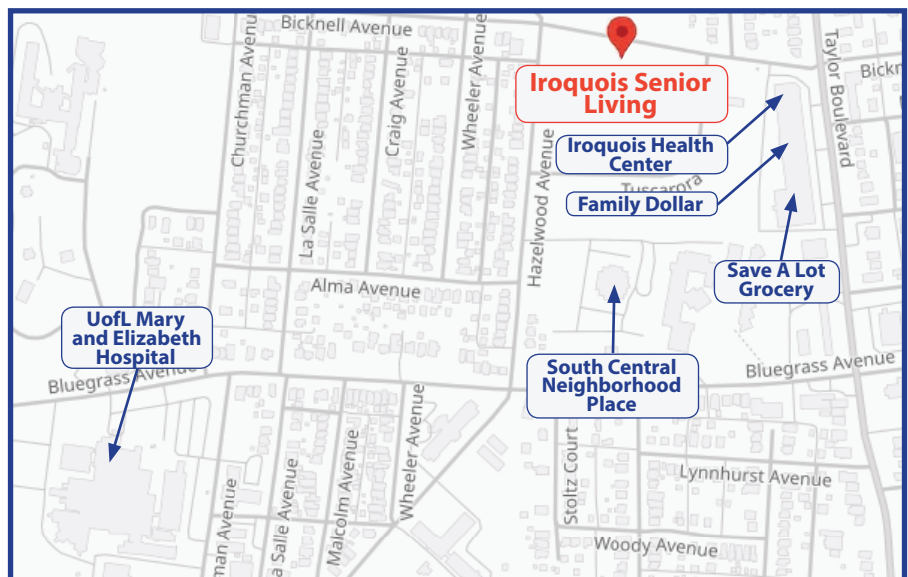 Bicknell Avenue
Iroquois Senior
Living
Taylor Boulevard
Churchman Avenue
La Salle Avenue
Craig Avenue
Wheeler Avenue
Hazelwood Avenue
Iroquois Health
Center
Tuscarora
Family Dollar
Save A Lot
Grocery
Alma Avenue
UofL Mary
and Elizabeth
Hospital
South Central
Neighborhood
Place
Bluegrass Avenue
Bluegrass Avenue
Wheeler Avenue
Malcolm Avenue
Stoltz Court
Lynnhurst Avenue
Woody Avenue
man Avenue
a Salle Avenue
Bickn